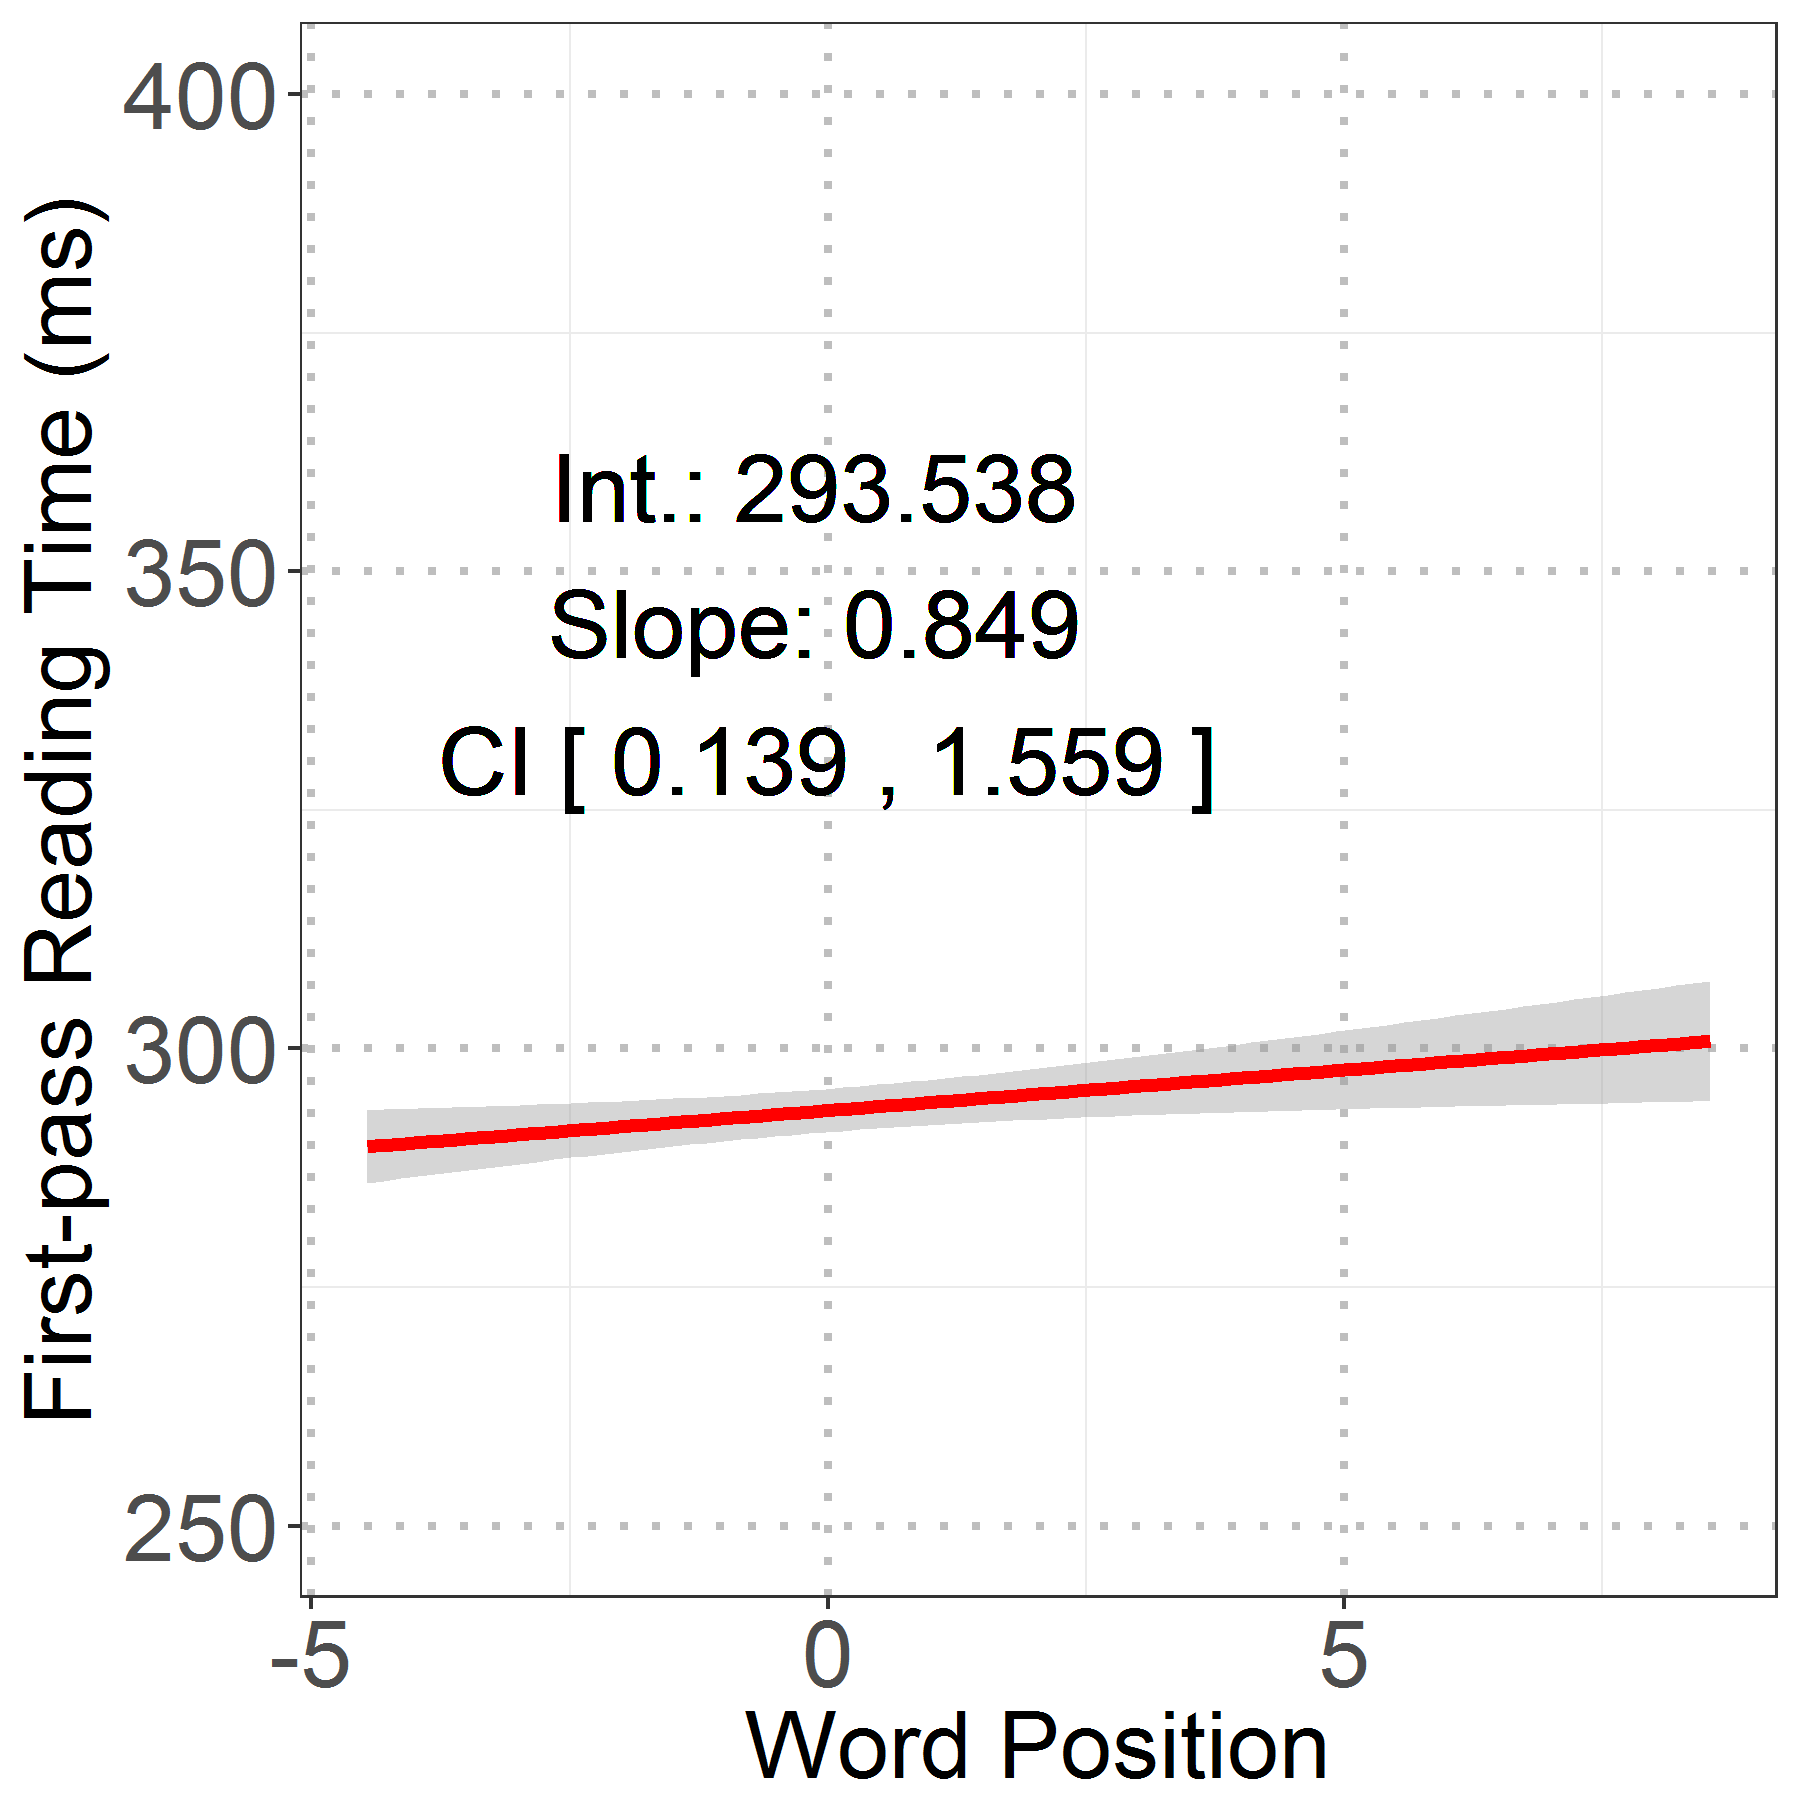 First-pass Reading Time (ms)
400
350
300
250
Int.: 293.538
Slope: 0.849
CI [ 0.139 , 1.559 ]
-5 0 5
Word Position